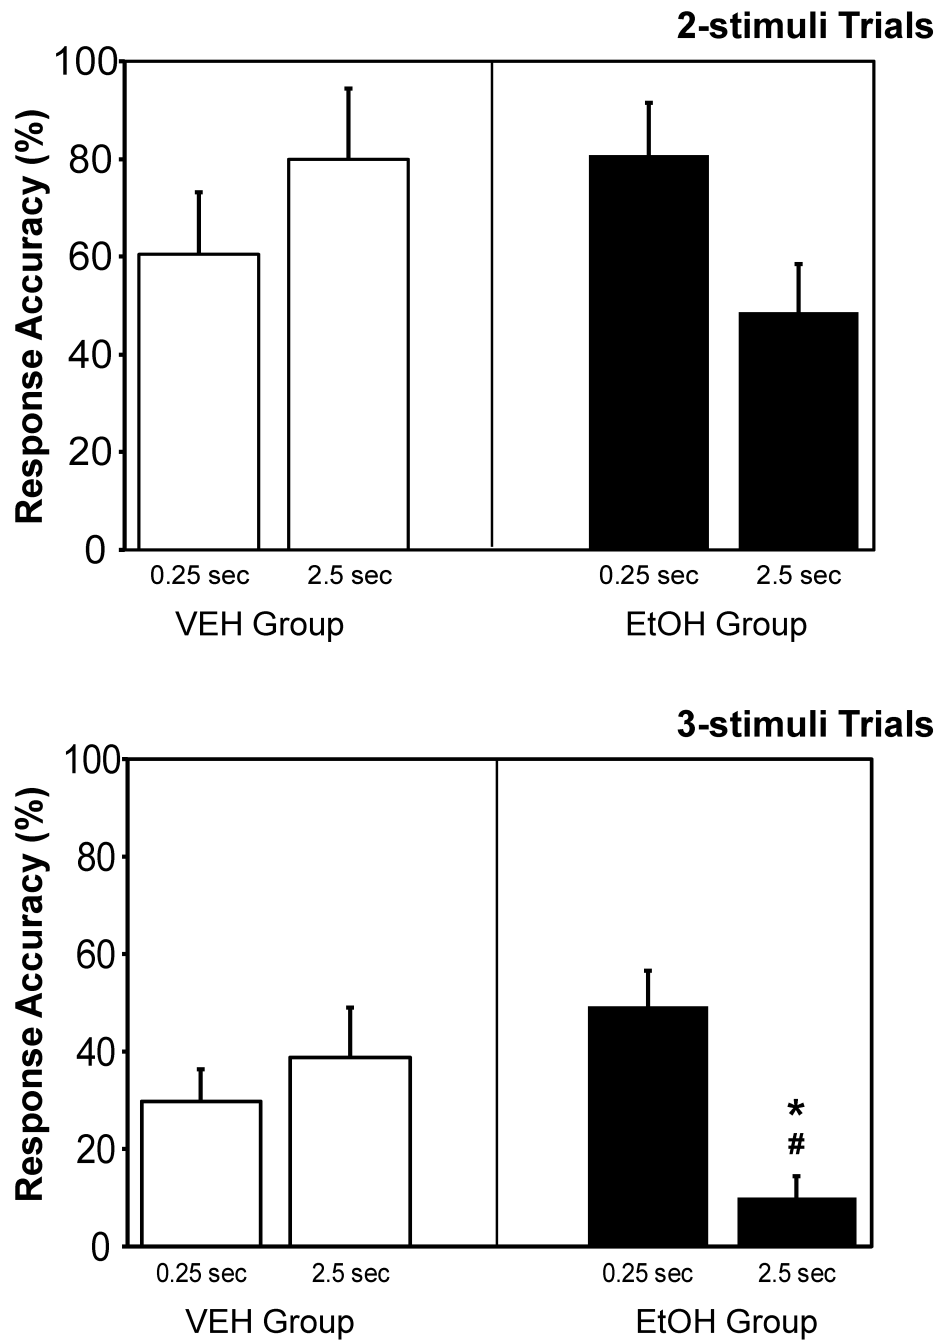 2-stimuli Trials
Response Accuracy (%)
100
80
60
40
20
0
0.25 sec 2.5 sec 0.25 sec 2.5 sec
VEH Group EtOH Group
3-stimuli Trials
Response Accuracy (%)
100
80
60
40
20
0
*
#
0.25 sec 2.5 sec 0.25 sec 2.5 sec
VEH Group EtOH Group